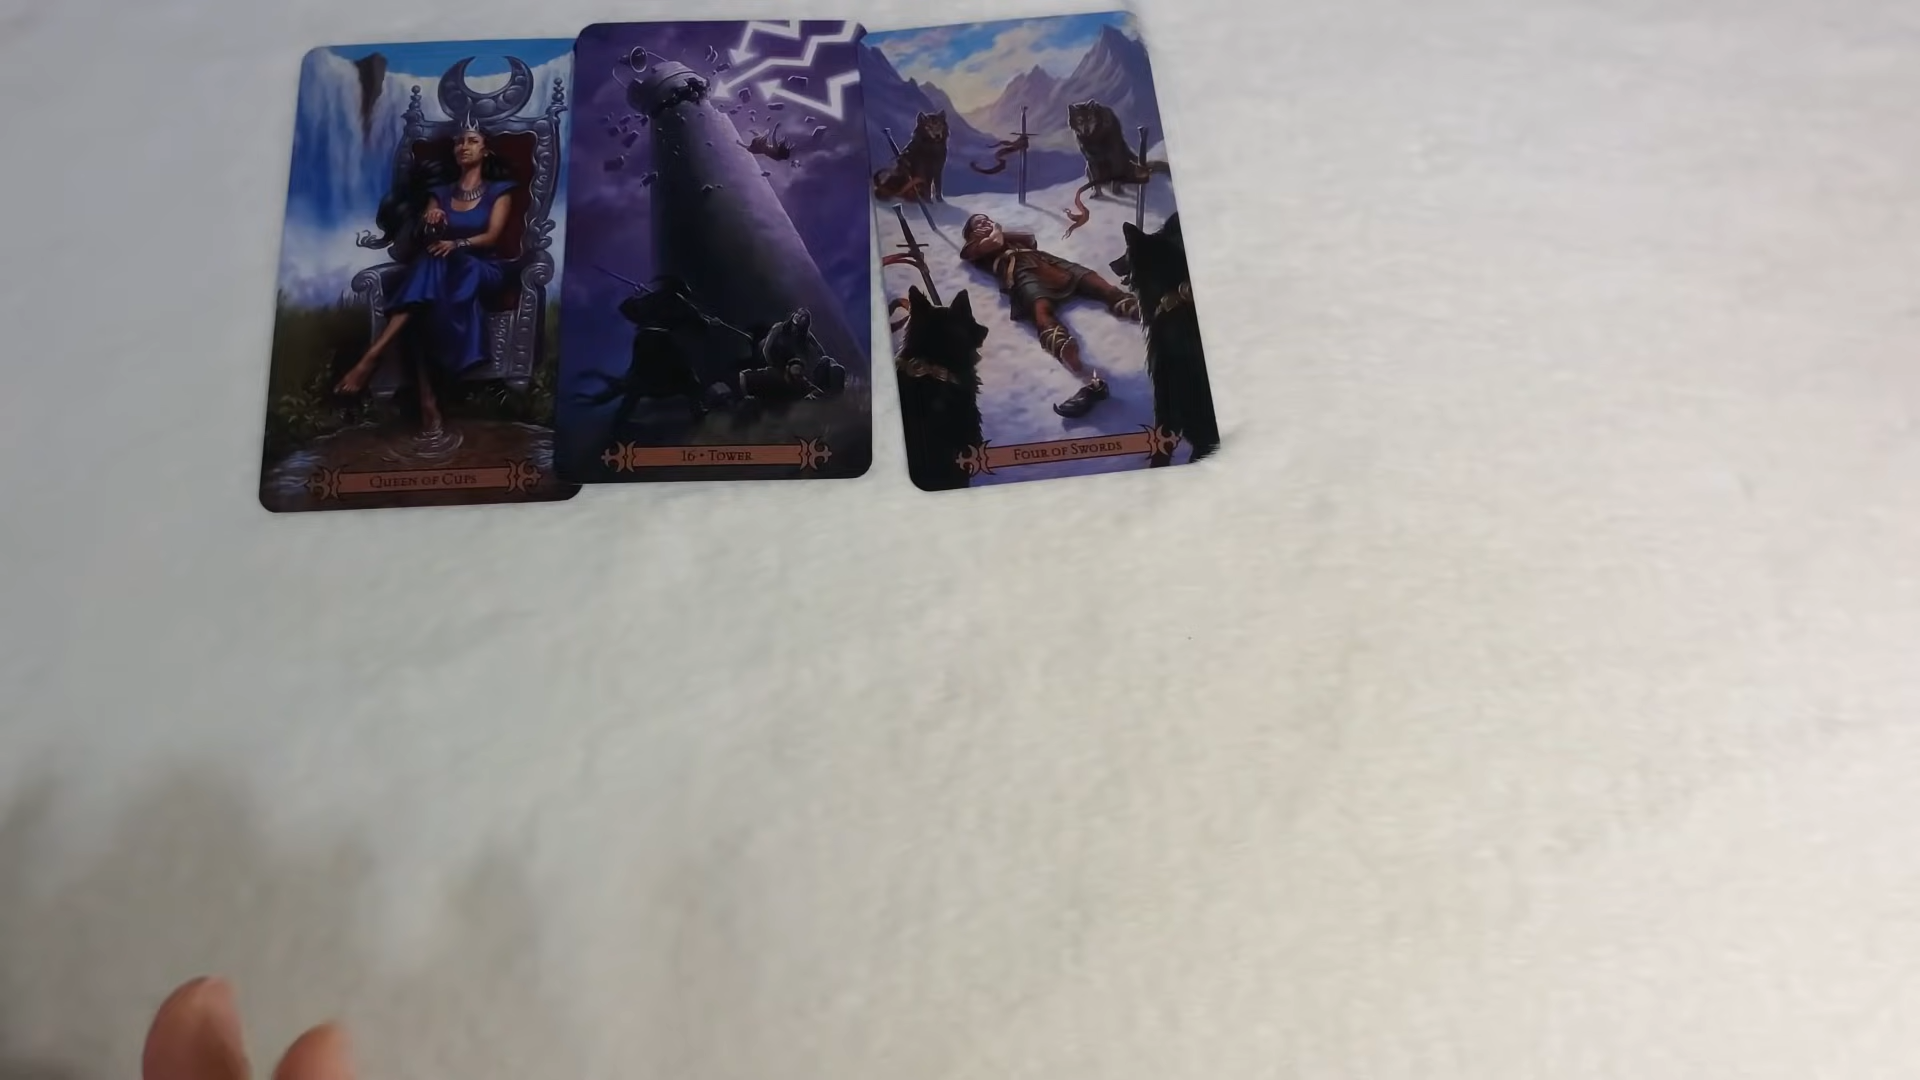 Queen of Cups
16 • Tower
Four of Swords